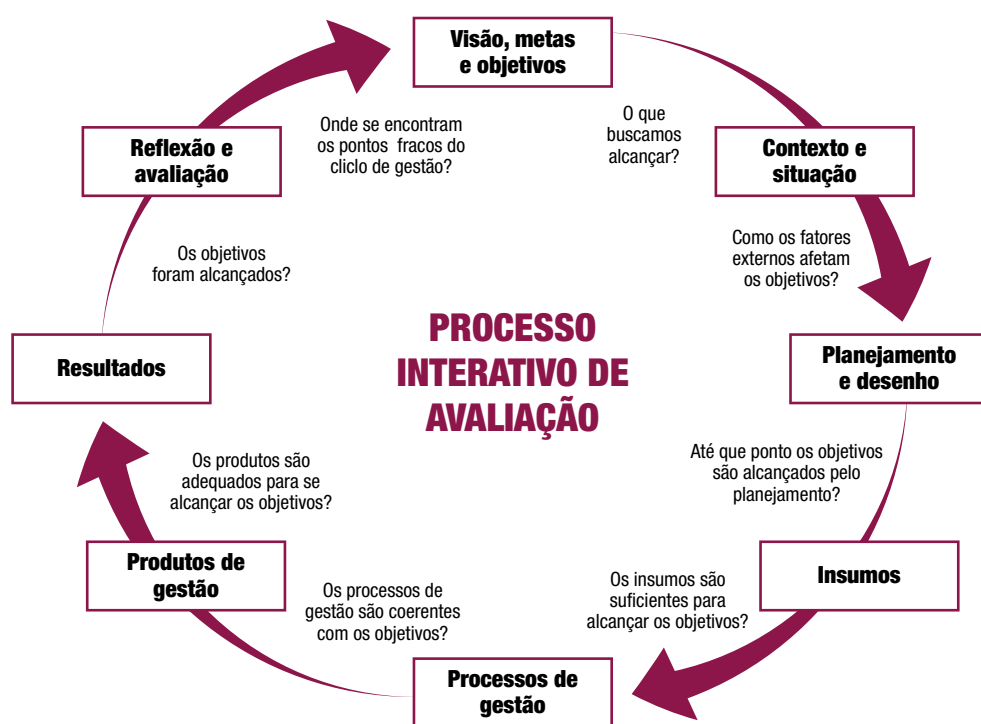 Visão, metas
e objetivos
O que
buscamos
alcançar?
Contexto e
situação
Como os fatores
externos afetam
os objetivos?
Planejamento
e desenho
Até que ponto os objetivos
são alcançados pelo
planejamento?
Insumos
Os insumos são
suficientes para
alcançar os objetivos?
Processos de
gestão
Os processos de
gestão são coerentes
com os objetivos?
Produtos de
gestão
Os produtos são
adequados para se
alcançar os objetivos?
Resultados
Os objetivos
foram alcançados?
Reflexão e
avaliação
Onde se encontram
os pontos fracos do
cliclo de gestão?
PROCESSO
INTERATIVO DE
AVALIAÇÃO